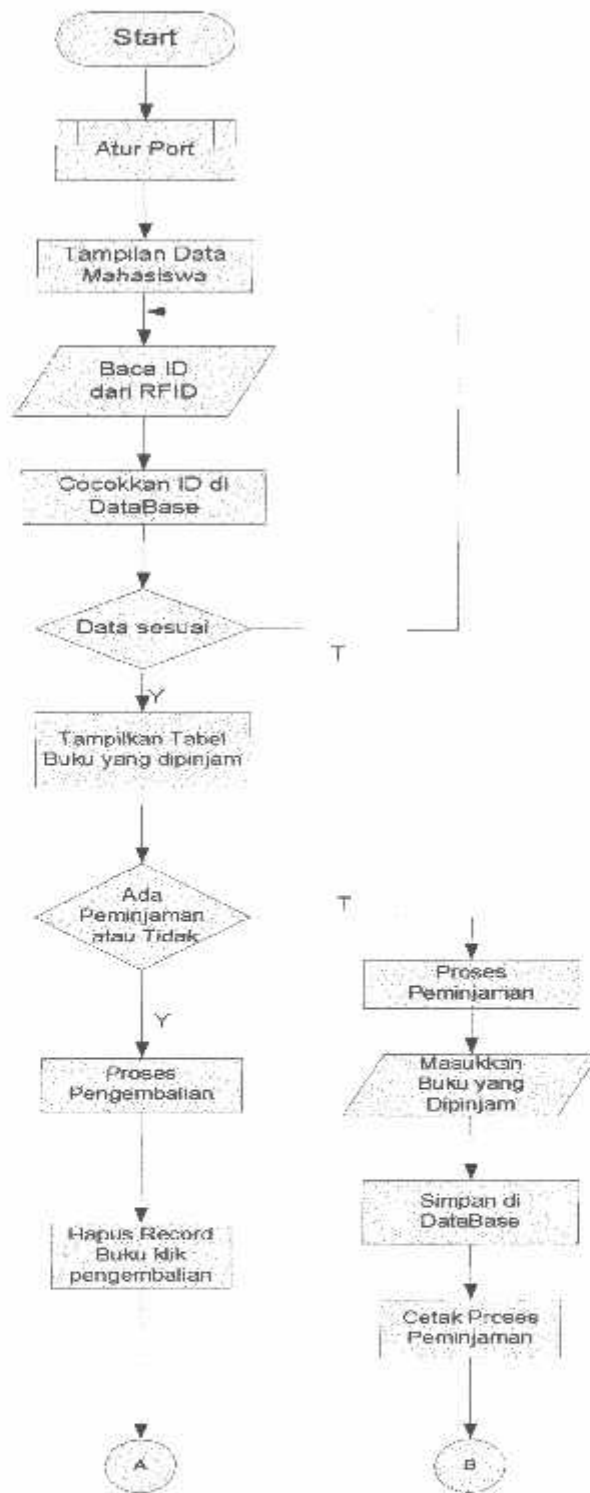 Start
Atur Port
Tampilan Data
Mahasiswa
Baca ID
dari RFID
Cocokkan ID di
DataBase
Data sesuai
T
Y
Tampilkan Tabel
Buku yang dipinjam
Ada
Peminjaman
atau Tidak
T
Y
Proses
Pengembalian
Hapus Record
Buku klik
pengembalian
A
Proses
Peminjaman
Masukkan
Buku yang
Dipinjam
Simpan di
DataBase
Cetak Proses
Peminjaman
B